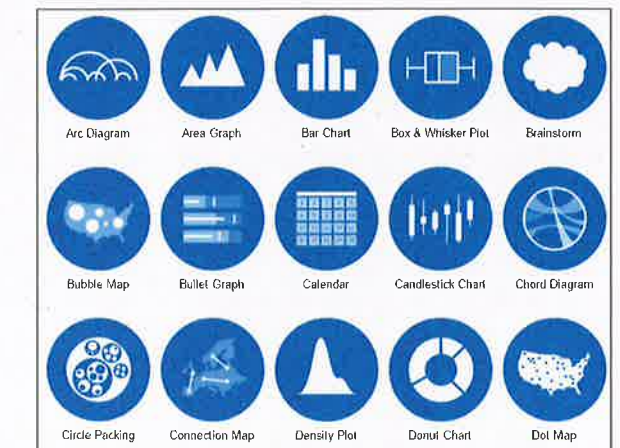 Arc Diagram
Area Graph
Bar Chart
Box & Whisker Plot
Brainstorm
Bubble Map
Bullet Graph
Calendar
Candlestick Chart
Chord Diagram
Circle Packing
Connection Map
Density Plot
Donut Chart
Dot Map